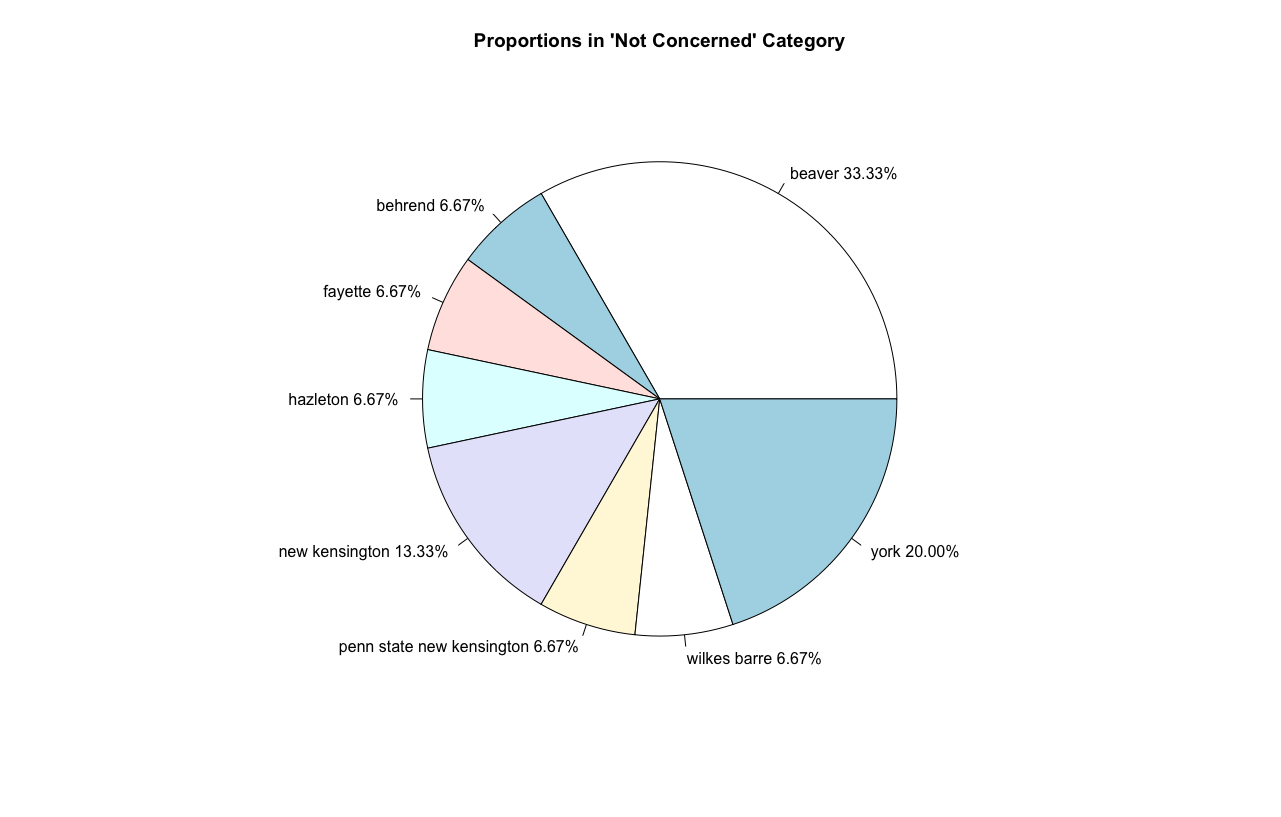 Proportions in 'Not Concerned' Category
beaver 33.33%
behrend 6.67%
fayette 6.67%
hazleton 6.67%
new kensington 13.33%
penn state new kensington 6.67%
wilkes barre 6.67%
york 20.00%